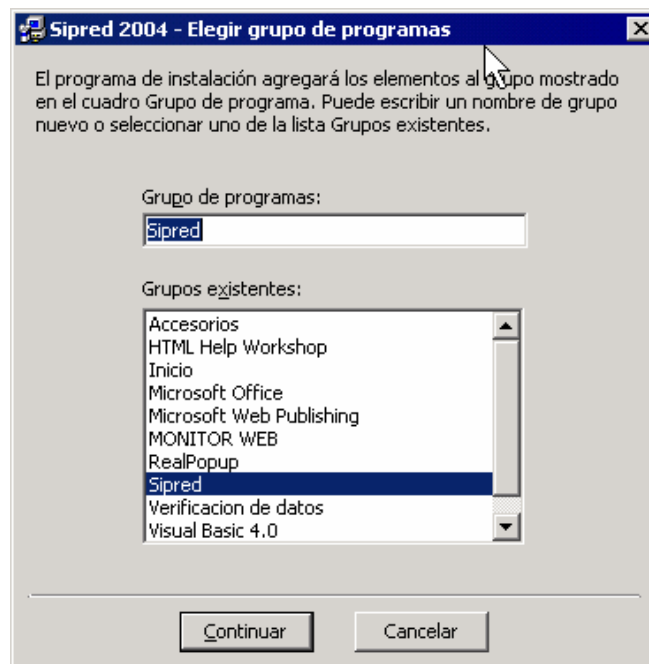 Sipred 2004 - Elegir grupo de programas
El programa de instalación agregará los elementos al grupo mostrado
en el cuadro Grupo de programa. Puede escribir un nombre de grupo
nuevo o seleccionar uno de la lista Grupos existentes.
Grupo de programas:
Sipred
Grupos existentes:
Accesorios
HTML Help Workshop
Inicio
Microsoft Office
Microsoft Web Publishing
MONITOR WEB
RealPopup
Sipred
Verificacion de datos
Visual Basic 4.0
Continuar
Cancelar